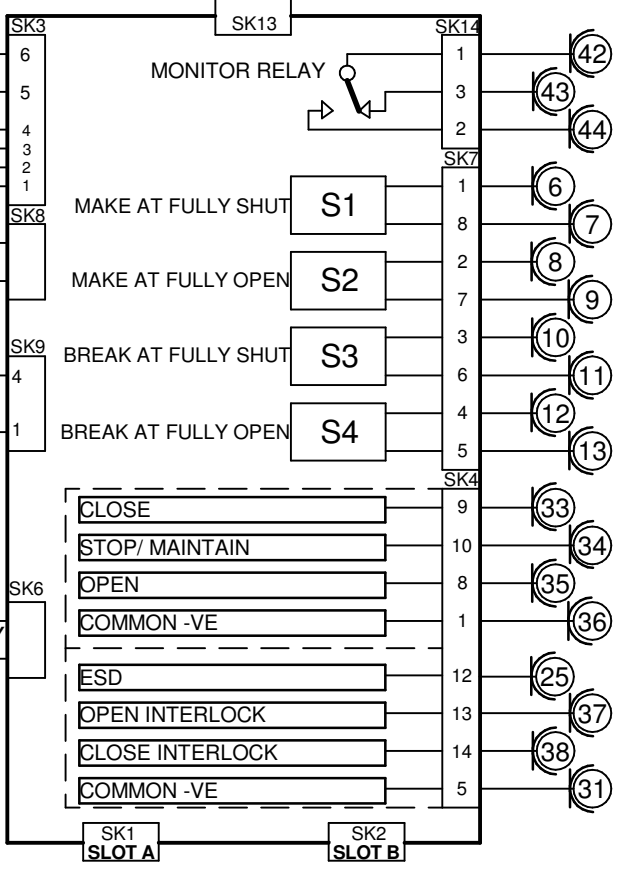 SK3
SK13
SK14
6
MONITOR RELAY
1
42
5
3
43
4
2
44
3
2
1
SK7
MAKE AT FULLY SHUT
S1
1
6
SK8
8
7
MAKE AT FULLY OPEN
S2
2
8
7
9
SK9
BREAK AT FULLY SHUT
S3
3
10
4
6
11
1
BREAK AT FULLY OPEN
S4
4
12
5
13
SK4
CLOSE
9
33
STOP/ MAINTAIN
10
34
SK6
OPEN
8
35
COMMON -VE
1
36
ESD
12
25
OPEN INTERLOCK
13
37
CLOSE INTERLOCK
14
38
COMMON -VE
5
31
SK1
SLOT A
SK2
SLOT B